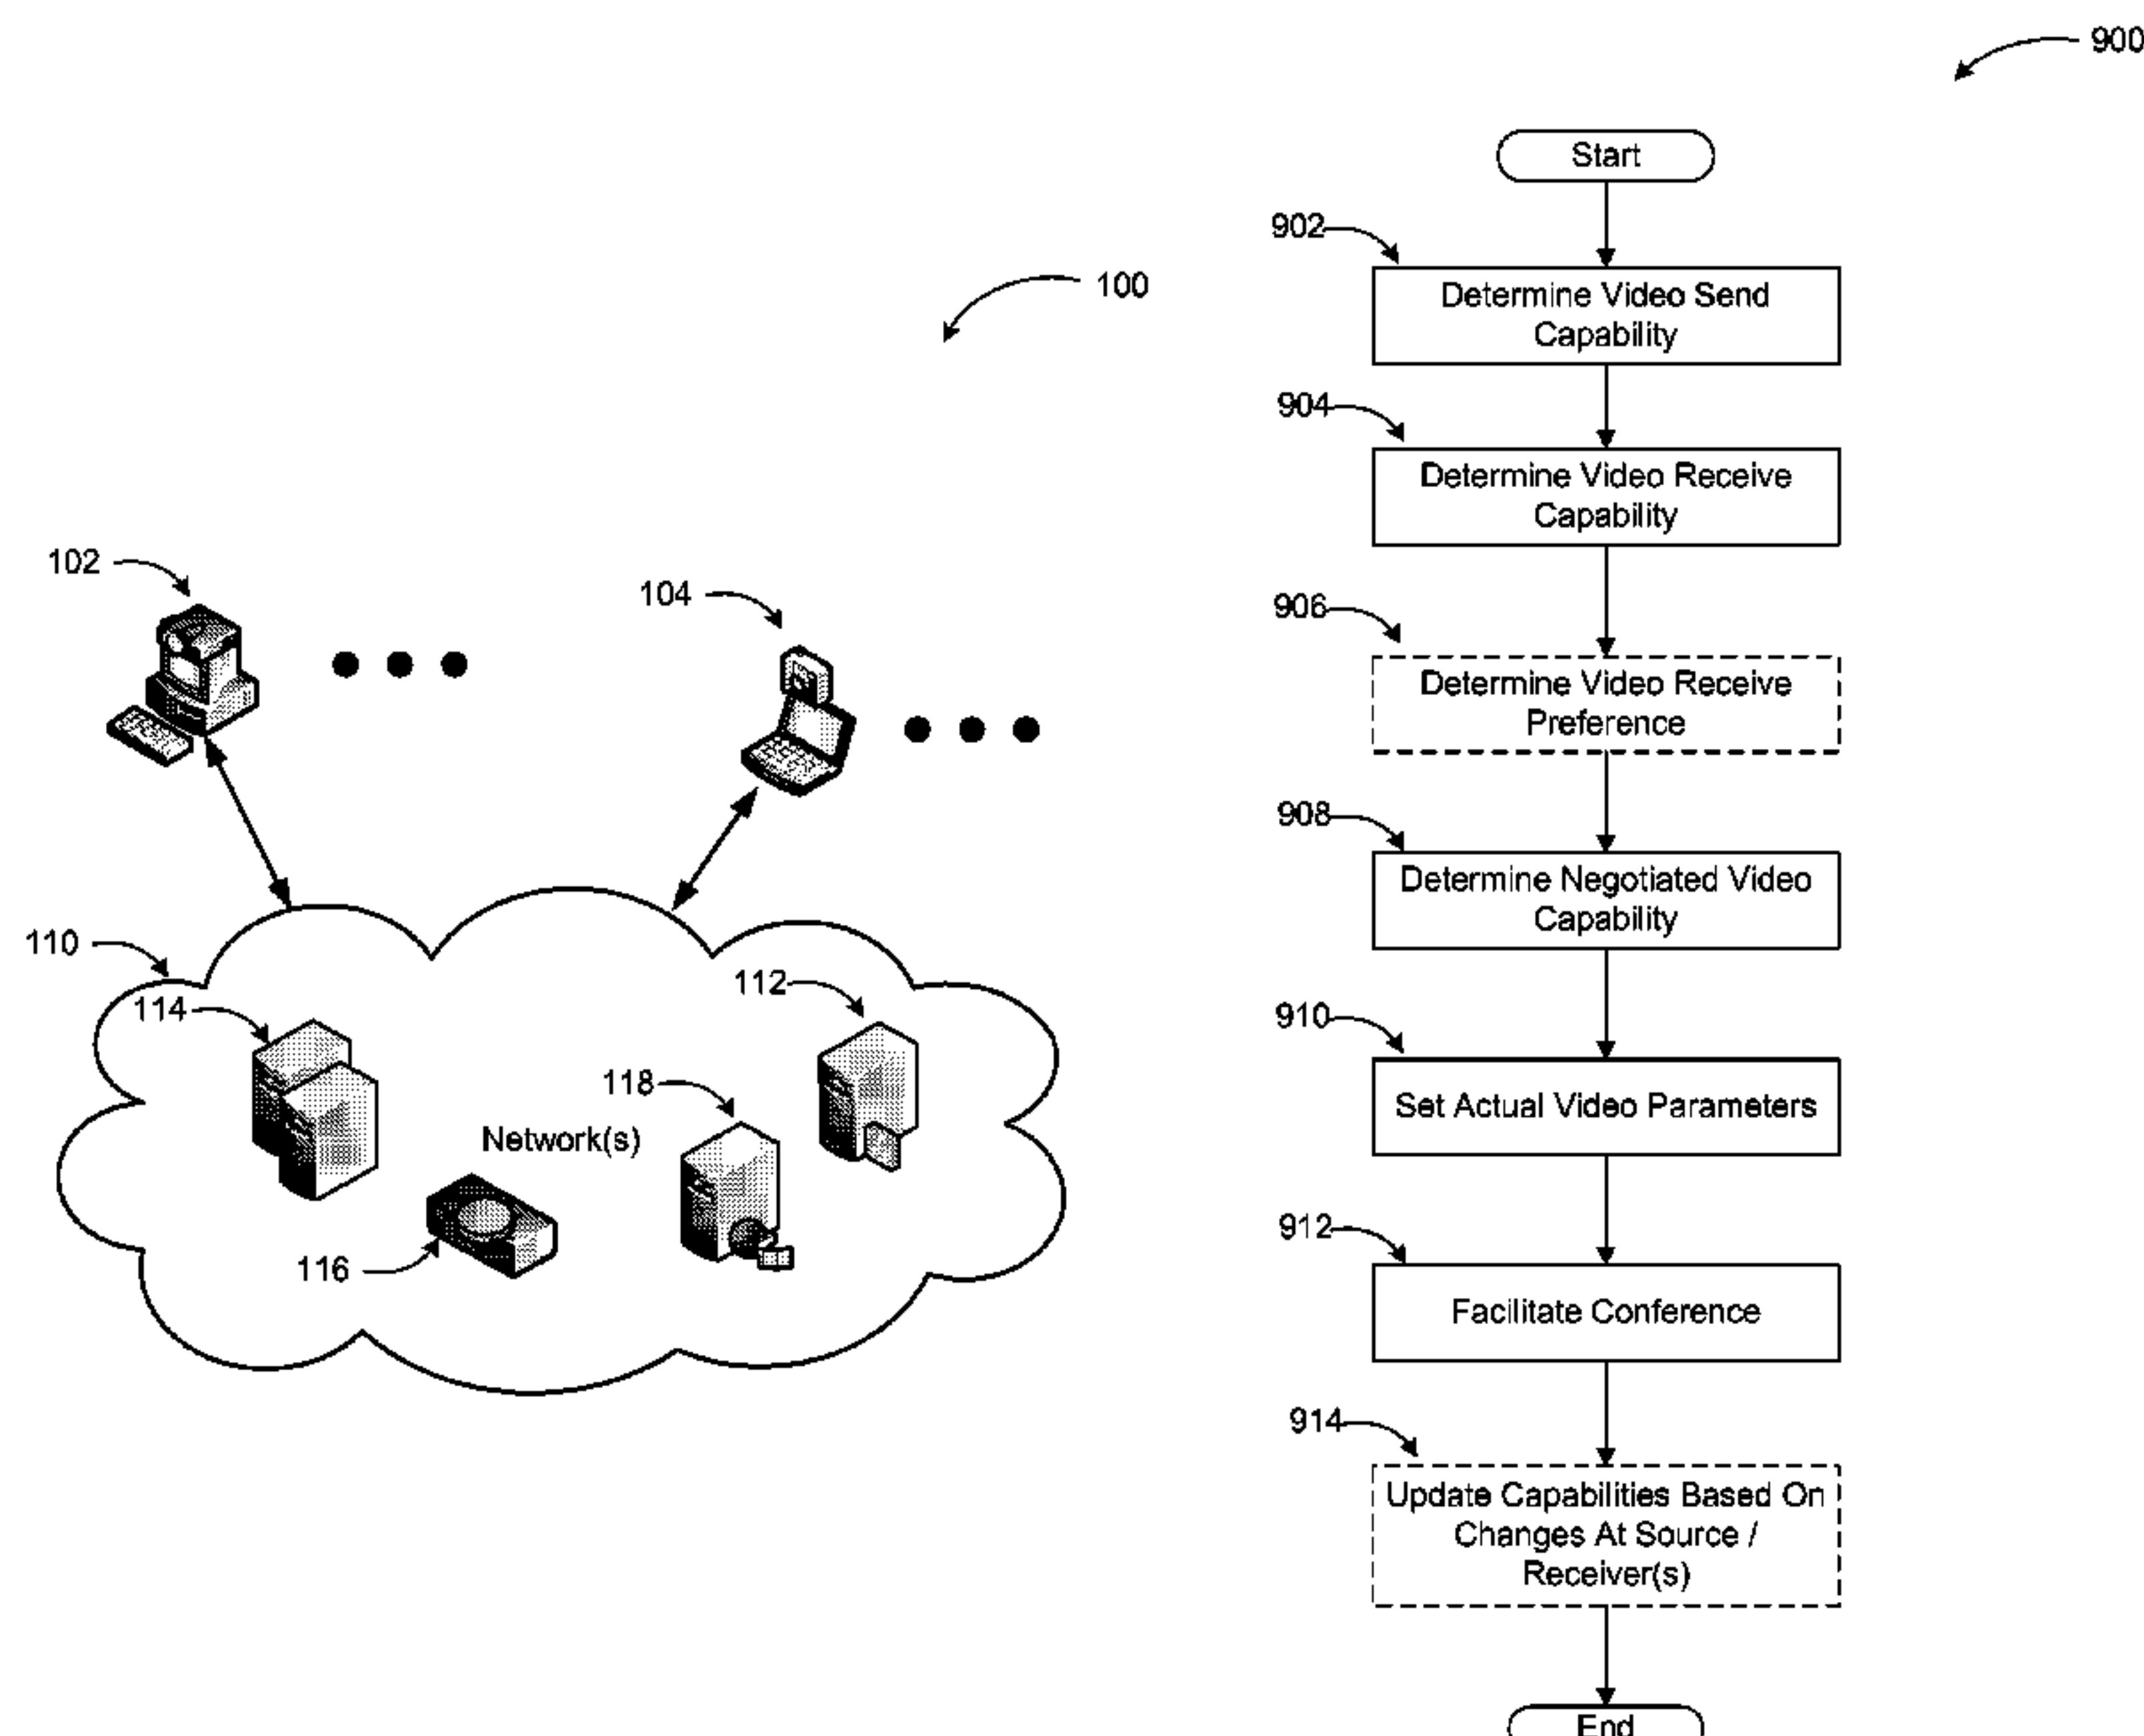 100
102
104
110
114
112
118
Network(s)
116
900
Start
902
Determine Video Send
Capability
904
Determine Video Receive
Capability
906
Determine Video Receive
Preference
908
Determine Negotiated Video
Capability
910
Set Actual Video Parameters
912
Facilitate Conference
914
Update Capabilities Based On
Changes At Source /
Receiver(s)
End